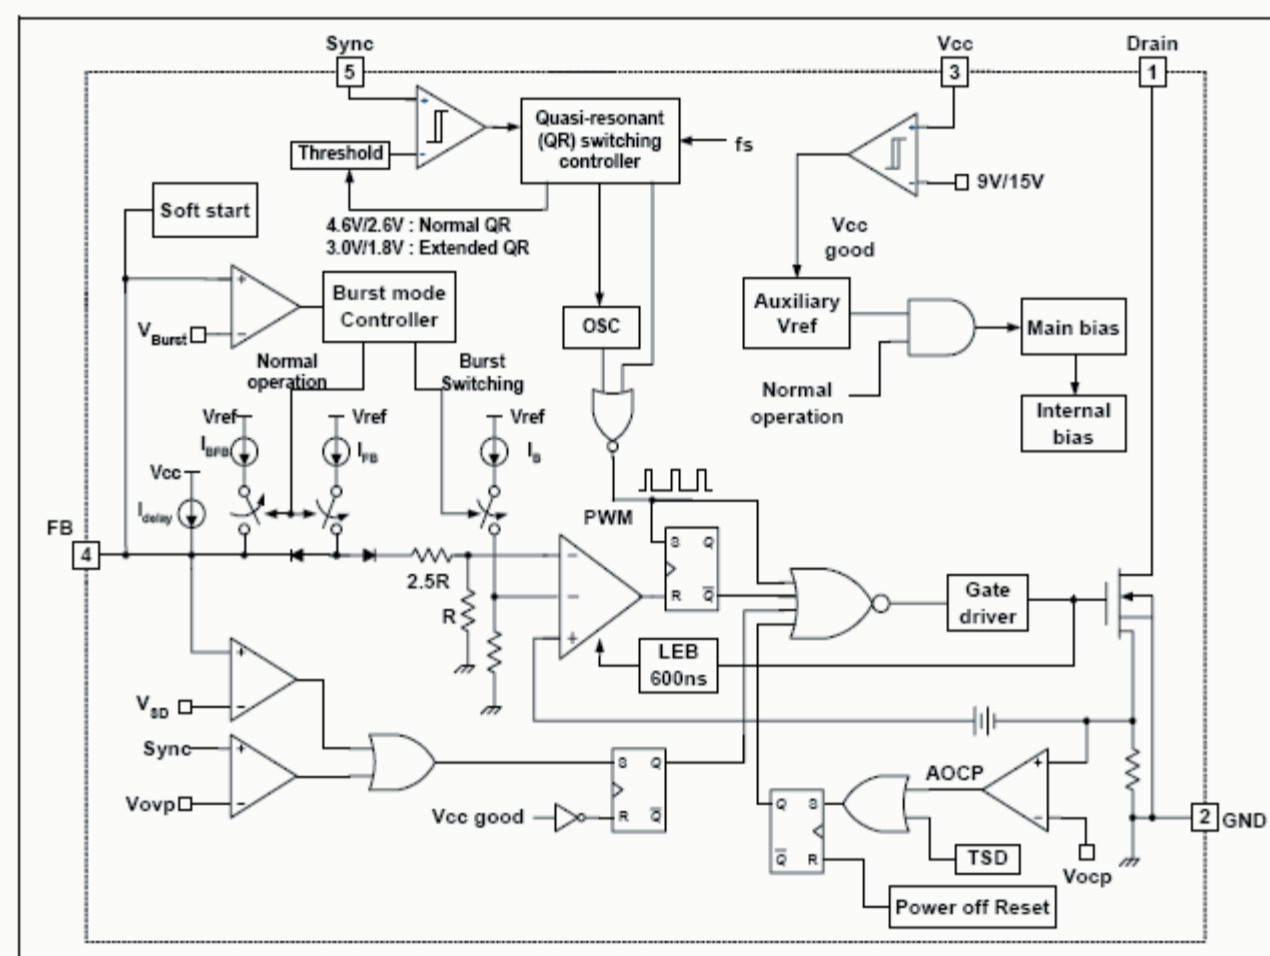 Sync
Vcc
Drain
5
3
1
+
Quasi-resonant
(QR) switching
controller
fs
+
Threshold
-
-
9V/15V
Soft start
4.6V/2.6V : Normal QR
3.0V/1.8V : Extended QR
Vcc
good
+
Burst mode
Controller
Auxiliary
Vref
OSC
Main bias
VBurst
-
Normal
operation
Burst
Switching
Normal
operation
Internal
bias
Vref
Vref
Vref
IBFB
IFB
IB
Vcc
Idelay
PWM
FB
4
S Q
2.5R
-
R Q
Gate
driver
R
-
+
LEB
600ns
+
VSD
-
Sync
+
S Q
AOCP
+
Vovp
-
Vcc good
R Q
Q S
-
2
GND
Q R
TSD
Vocp
Power off Reset